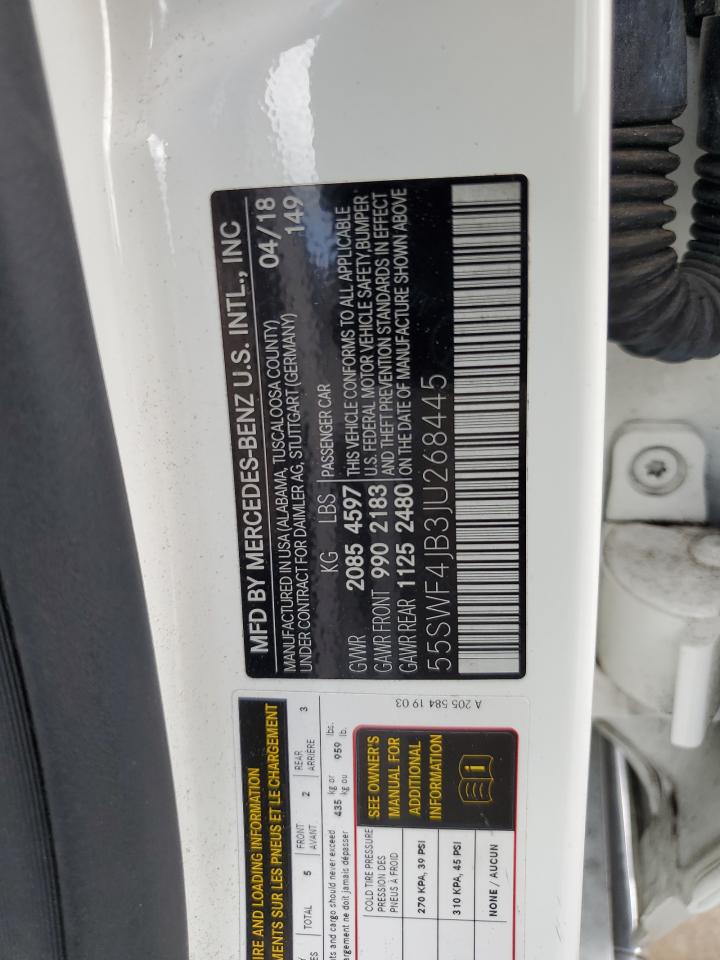 MFD BY MERCEDES-BENZ U.S. INTL., INC
MANUFACTURED IN USA (ALABAMA, TUSCALOOSA COUNTY) 04/18
UNDER CONTRACT FOR DAIMLER AG, STUTTGART (GERMANY) 149
KG LBS PASSENGER CAR
GVWR 2085 4597 THIS VEHICLE CONFORMS TO ALL APPLICABLE
GAWR FRONT 990 2183 U.S. FEDERAL MOTOR VEHICLE SAFETY, BUMPER
GAWR REAR 1125 2480 AND THEFT PREVENTION STANDARDS IN EFFECT
ON THE DATE OF MANUFACTURE SHOWN ABOVE
55SWF4JB3JU268445
A 205 584 19 03
IRE AND LOADING INFORMATION
MENTS SUR LES PNEUS ET LE CHARGEMENT
TOTAL 5 FRONT 2 REAR 3
AVANT ARRIÈRE
nts and cargo should never exceed 435 kg or 959 lbs.
argement ne doit jamais dépasser kg ou lb.
COLD TIRE PRESSURE
PRESSION DES
PNEUS À FROID
270 KPA, 39 PSI
310 KPA, 45 PSI
NONE / AUCUN
SEE OWNER'S
MANUAL FOR
ADDITIONAL
INFORMATION